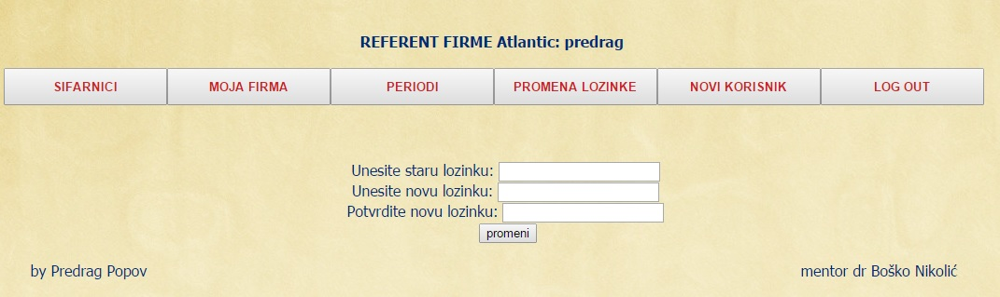 REFERENT FIRME Atlantic: predrag
SIFARNICI MOJA FIRMA PERIODI PROMENA LOZINKE NOVI KORISNIK LOG OUT
Unesite staru lozinku:
Unesite novu lozinku:
Potvrdite novu lozinku:
promeni
by Predrag Popov mentor dr Boško Nikolić